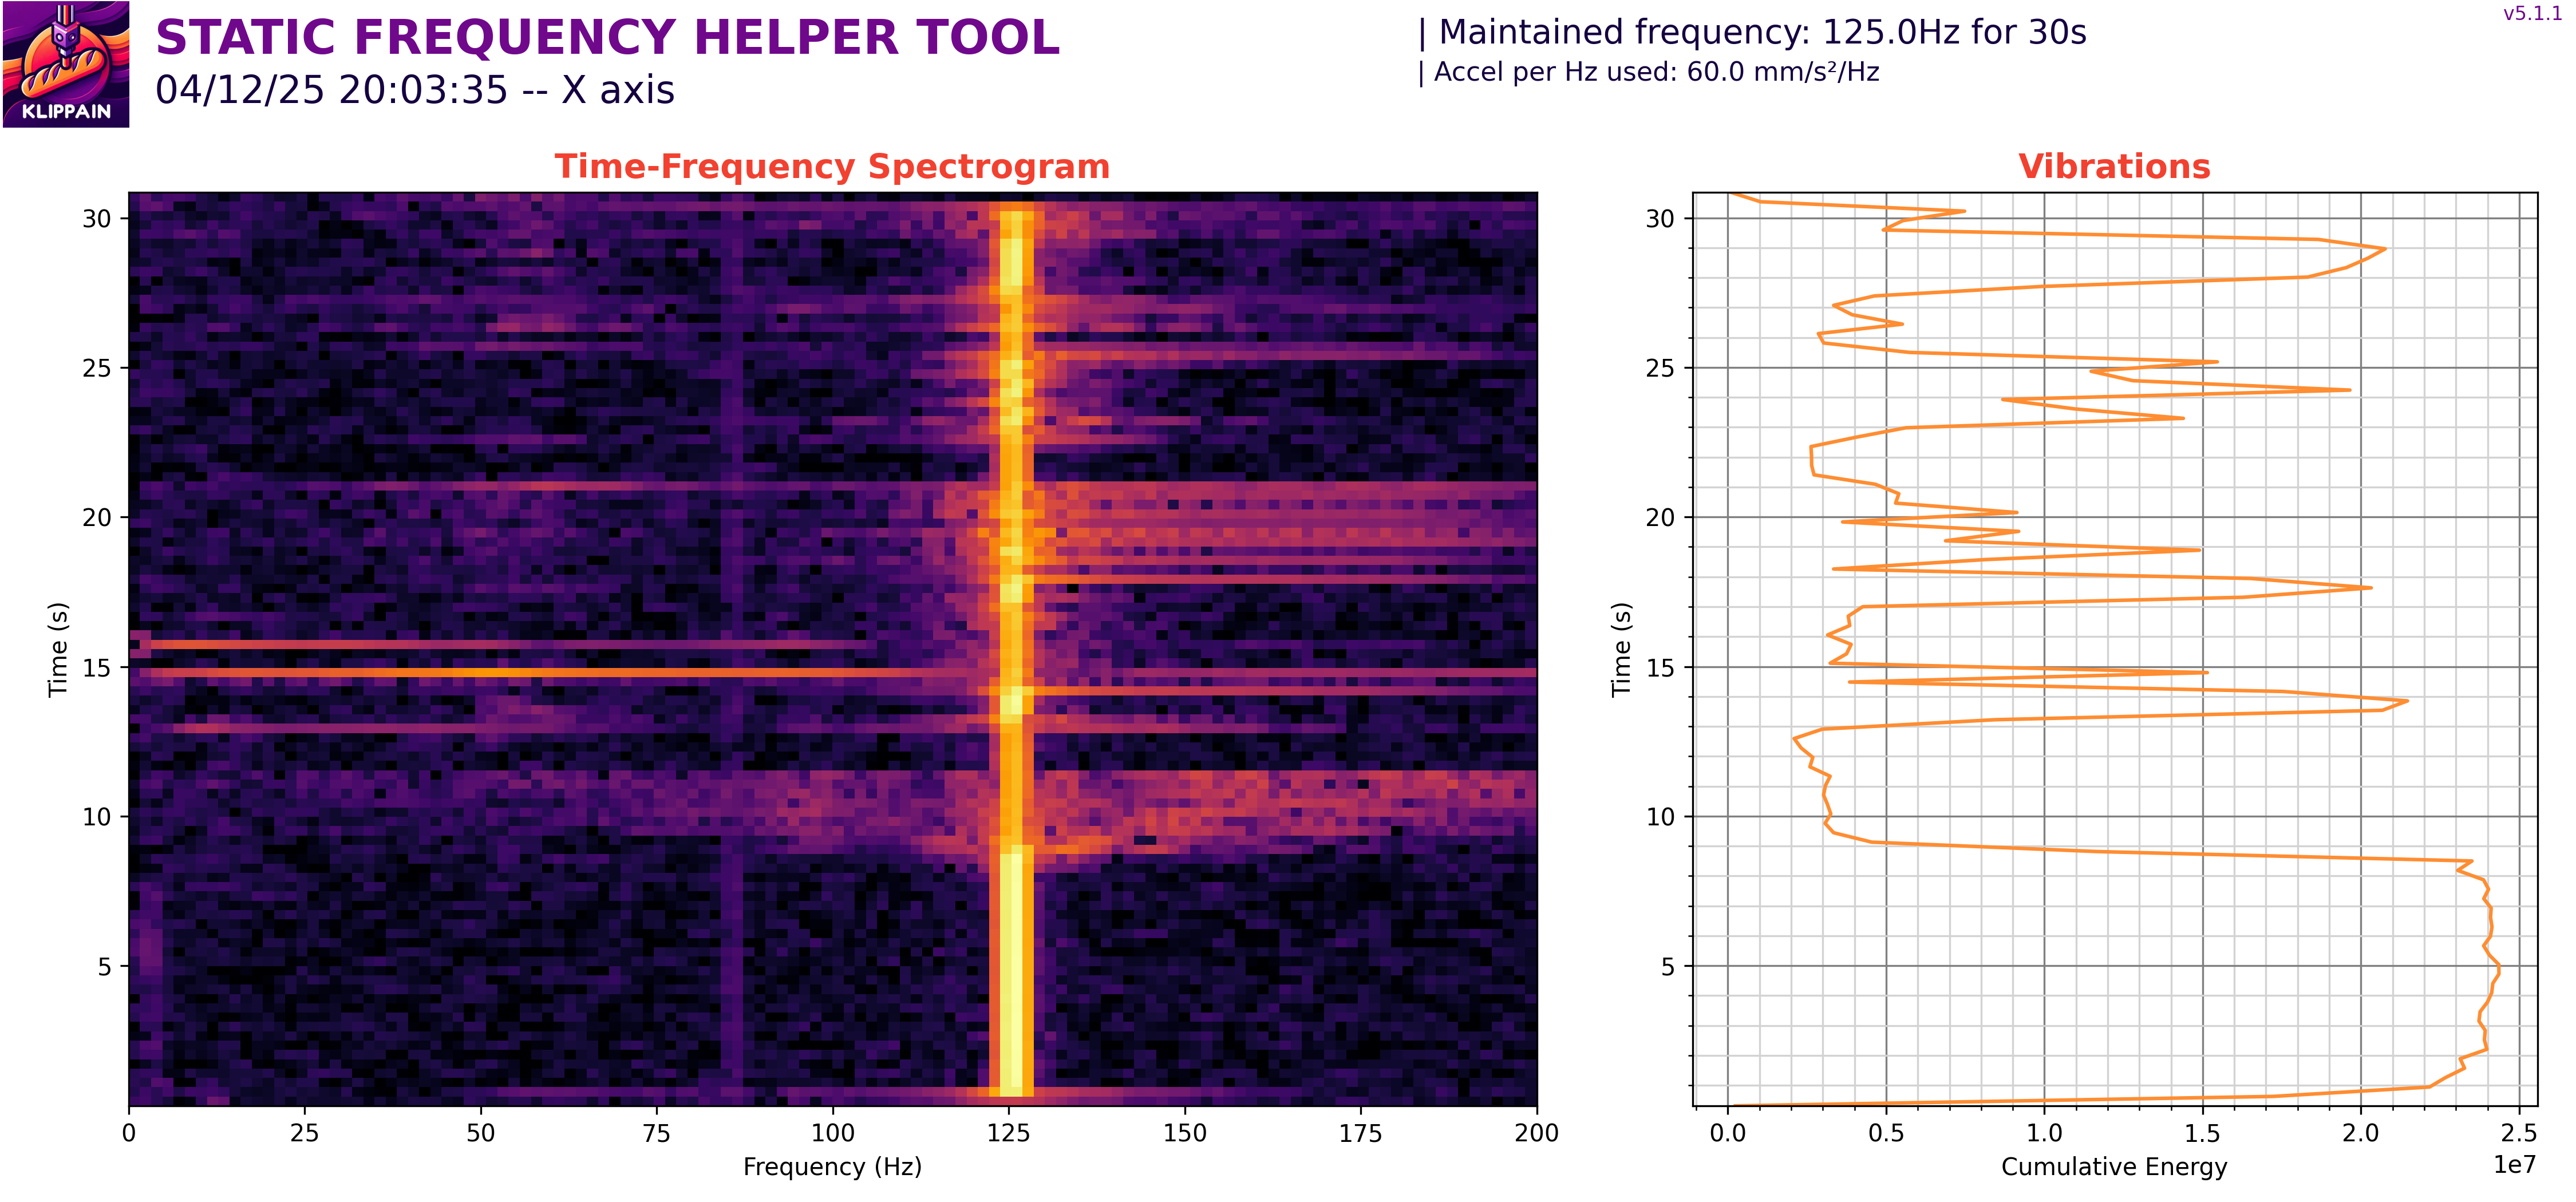 STATIC FREQUENCY HELPER TOOL
04/12/25 20:03:35 -- X axis
| Maintained frequency: 125.0Hz for 30s
| Accel per Hz used: 60.0 mm/s²/Hz
v5.1.1
KLIPPAIN
Time-Frequency Spectrogram
30
25
20
15
10
5
Time (s)
0 25 50 75 100 125 150 175 200
Frequency (Hz)
Vibrations
30
25
20
15
10
5
Time (s)
0.0 0.5 1.0 1.5 2.0 2.5
Cumulative Energy
1e7